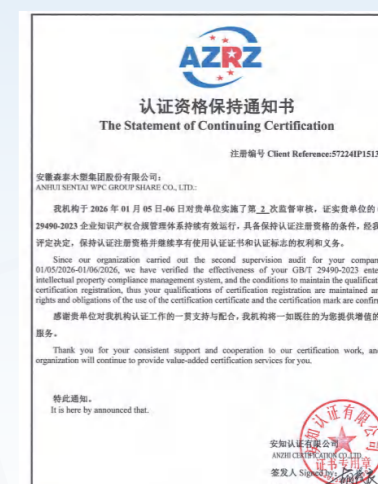 AZRZ
认证资格保持通知书
The Statement of Continuing Certification
注册编号 Client Reference:57224IP1513
安徽森泰木塑集团股份有限公司:
ANHUI SENTAI WPC GROUP SHARE CO., LTD.:
我机构于 2026 年 01 月 05 日-06 日对贵单位实施了第 2 次监督审核，证实贵单位的
29490-2023 企业知识产权合规管理体系持续有效运行，具备保持认证注册资格的条件，经我
评定决定，保持认证注册资格并继续享有使用认证证书和认证标志的权利和义务。
Since our organization carried out the second supervision audit for your compan
01/05/2026-01/06/2026, we have verified the effectiveness of your GB/T 29490-2023 ente
intellectual property compliance management system, and the conditions to maintain the qualificat
certification registration, thus your qualifications of certification registration are maintained an
rights and obligations of the use of the certification certificate and the certification mark are confirm
感谢贵单位对我机构认证工作的一贯支持与配合，我机构将一如既往的为您提供增值的
服务。
Thank you for your consistent support and cooperation to our certification work, and
organization will continue to provide value-added certification services for you.
特此通知。
It is here by announced that.
安知认证有限公司
ANZHI CERTIFICATION CO.,LTD
证书专用章
签发人 Signed by: